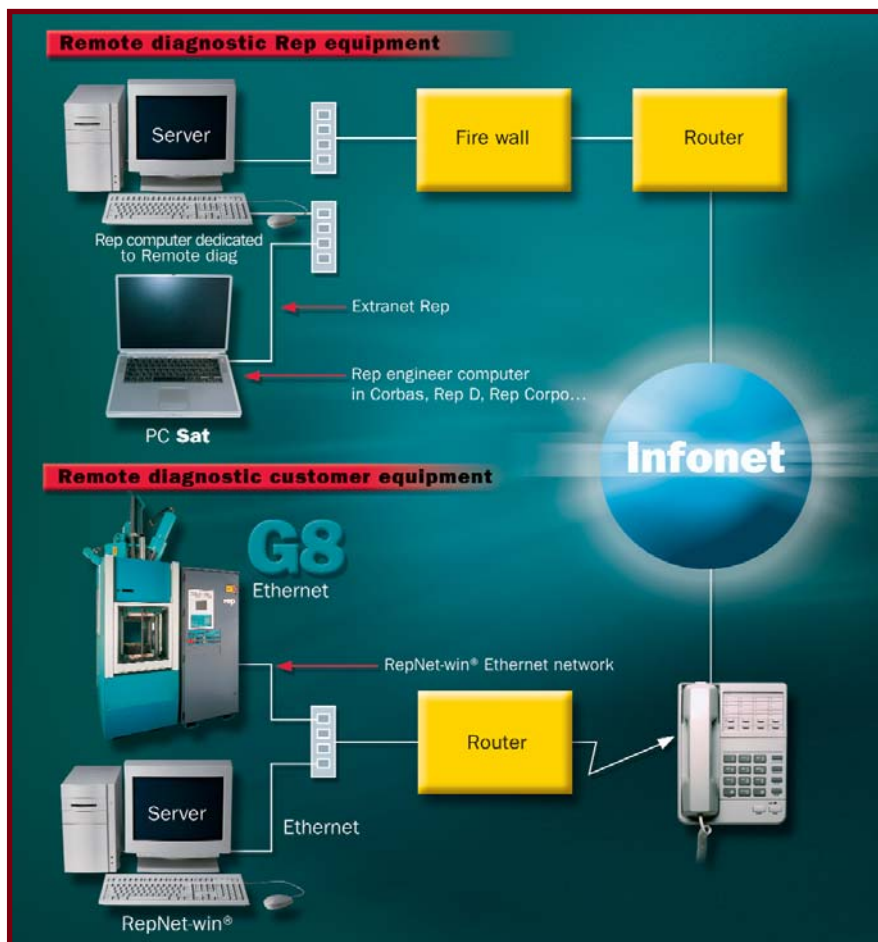 Remote diagnostic Rep equipment
Server
Fire wall
Router
Rep computer dedicated
to Remote diag
Extranet Rep
Rep engineer computer
in Corbas, Rep D, Rep Corpo...
PC Sat
Infonet
Remote diagnostic customer equipment
G8
Ethernet
rep
RepNet-win® Ethernet network
Router
Server
Ethernet
RepNet-win®